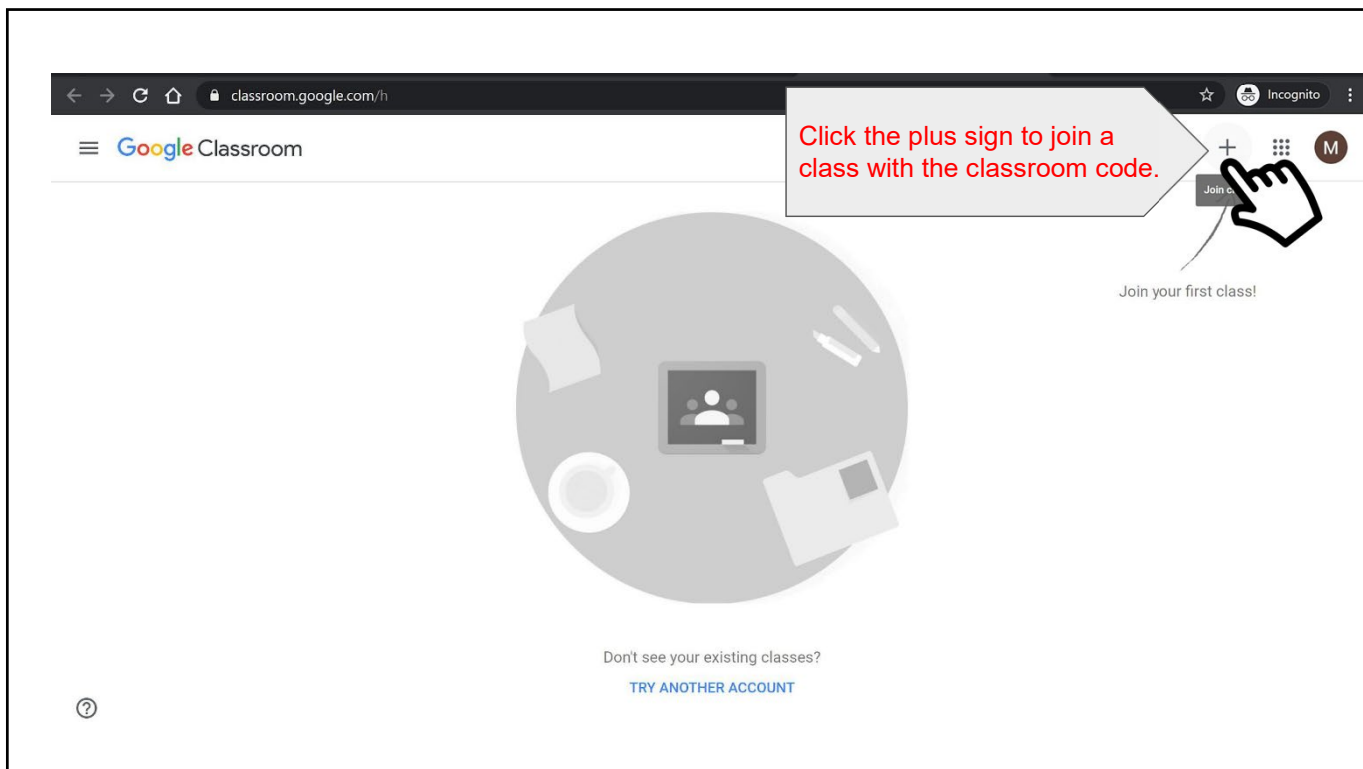 classroom.google.com/h
Incognito
Google Classroom
Click the plus sign to join a
class with the classroom code.
M
Join
Join your first class!
Don't see your existing classes?
TRY ANOTHER ACCOUNT
?